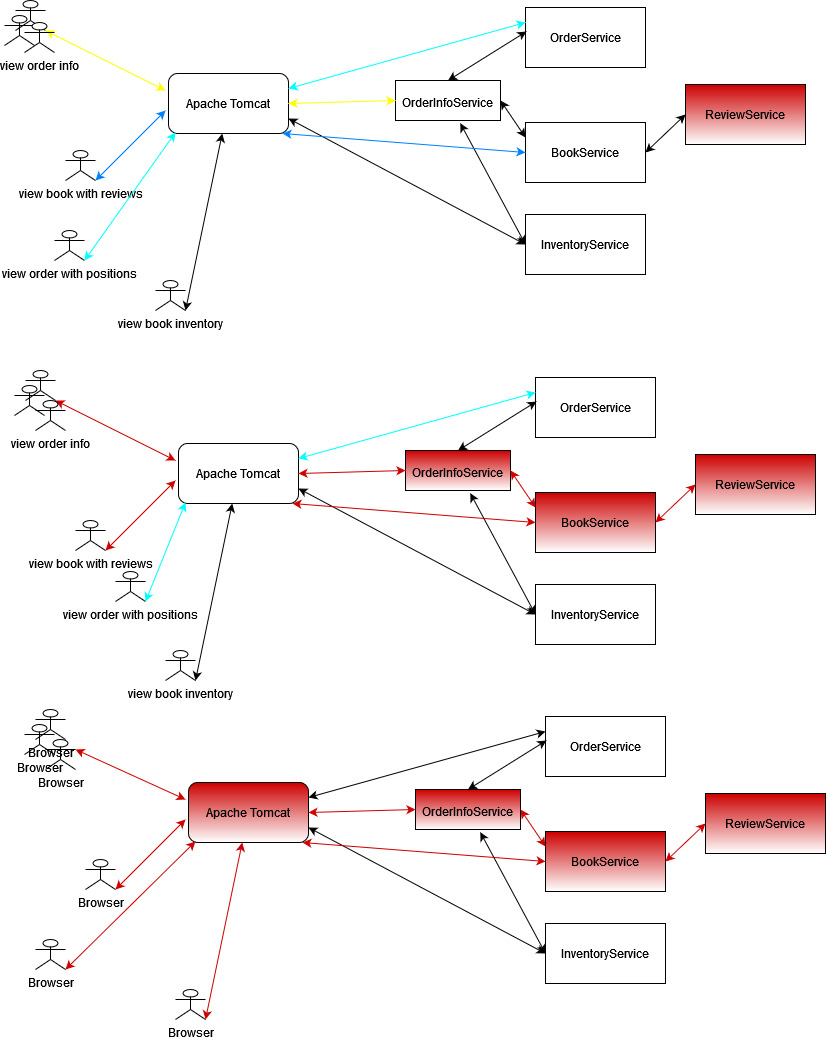 OrderService
view order info
Apache Tomcat
OrderInfoService
ReviewService
BookService
view book with reviews
InventoryService
view order with positions
view book inventory
OrderService
view order info
Apache Tomcat
OrderInfoService
ReviewService
BookService
view book with reviews
view order with positions
InventoryService
view book inventory
OrderService
Browser
Browser
Browser
Apache Tomcat
OrderInfoService
ReviewService
BookService
Browser
InventoryService
Browser
Browser